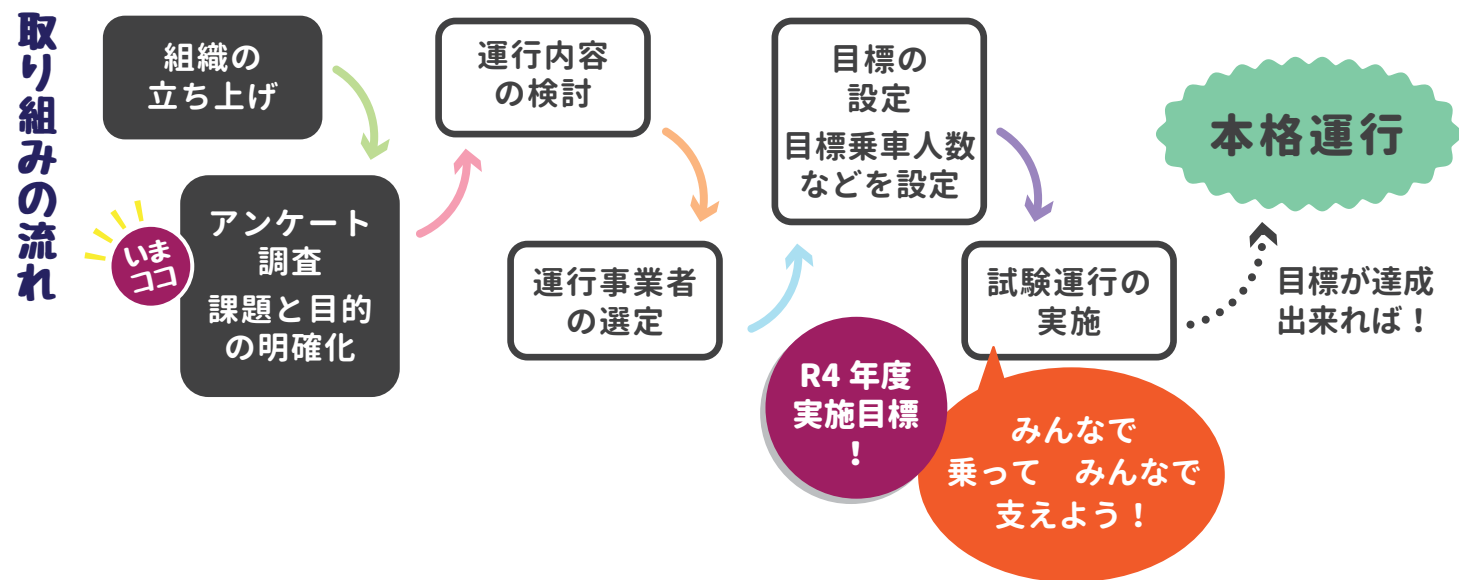 取り組みの流れ
組織の
立ち上げ
いま
ココ
アンケート
調査
課題と目的
の明確化
運行内容
の検討
運行事業者
の選定
目標の
設定
目標乗車人数
などを設定
試験運行の
実施
R4 年度
実施目標
！
みんなで
乗って　みんなで
支えよう！
目標が達成
出来れば！
本格運行